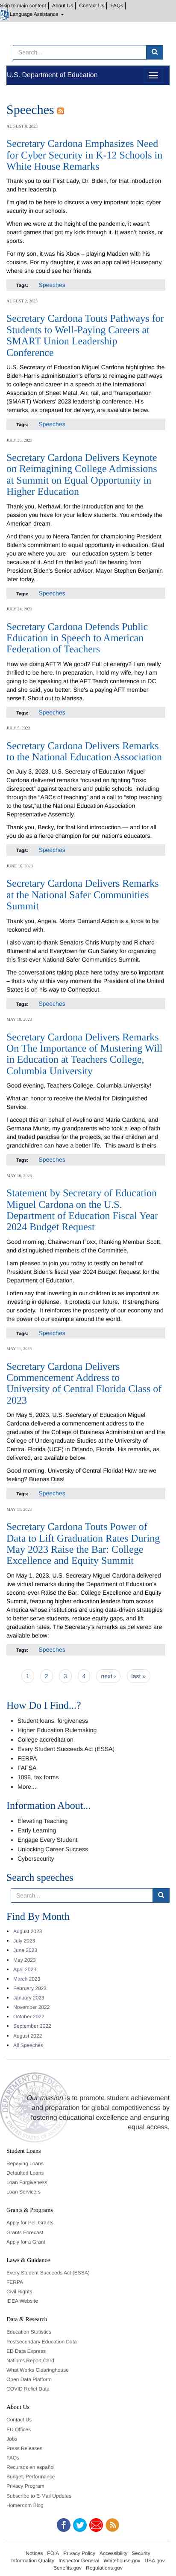 Skip to main content | About Us | Contact Us | FAQs |
Language Assistance
Search...
U.S. Department of Education
Speeches
AUGUST 8, 2023
Secretary Cardona Emphasizes Need
for Cyber Security in K-12 Schools in
White House Remarks
Thank you to our First Lady, Dr. Biden, for that introduction
and her leadership.
I'm glad to be here to discuss a very important topic: cyber
security in our schools.
When we were at the height of the pandemic, it wasn't
board games that got my kids through it. It wasn't books, or
sports.
For my son, it was his Xbox – playing Madden with his
cousins. For my daughter, it was an app called Houseparty,
where she could see her friends.
Tags: Speeches
AUGUST 2, 2023
Secretary Cardona Touts Pathways for
Students to Well-Paying Careers at
SMART Union Leadership
Conference
U.S. Secretary of Education Miguel Cardona highlighted the
Biden-Harris administration's efforts to reimagine pathways
to college and career in a speech at the International
Association of Sheet Metal, Air, rail, and Transportation
(SMART) Workers' 2023 leadership conference. His
remarks, as prepared for delivery, are available below.
Tags: Speeches
JULY 26, 2023
Secretary Cardona Delivers Keynote
on Reimagining College Admissions
at Summit on Equal Opportunity in
Higher Education
Thank you, Merhawi, for the introduction and for the
passion you have for your fellow students. You embody the
American dream.
And thank you to Neera Tanden for championing President
Biden's commitment to equal opportunity in education. Glad
I'm not the only cabinet member here, and a former cabinet
leader at that. And I'm thrilled you'll be hearing from
President Biden's Senior Advisor, Mayor Stephen Benjamin
later today.
Tags: Speeches
JULY 24, 2023
Secretary Cardona Defends Public
Education in Speech to American
Federation of Teachers
How we doing AFT?! We good? Full of energy? I am really
thrilled to be here. In preparation, I told my wife, hey I am
going to be speaking at the AFT Teach conference in DC
and she said, you better. She's a paying AFT member
herself. Shout out to Marissa.
Tags: Speeches
JULY 3, 2023
Secretary Cardona Delivers Remarks
to the National Education Association
On July 3, 2023, U.S. Secretary of Education Miguel
Cardona delivered remarks focused on fighting "toxic
disrespect" against teachers and public schools, including
through the "ABCs of teaching" and a call to "stop teaching
to the test,"at the National Education Association
Representative Assembly.
Thank you, Becky, for that kind introduction — and for all
you do as a champion for our nation's educators.
Tags: Speeches
JUNE 10, 2023
Secretary Cardona Delivers Remarks
at the National Safer Communities
Summit
Thank you, Angela. Moms Demand Action is a force to be
reckoned with.
I also want to thank Senators Chris Murphy and Richard
Blumenthal and Everytown for Gun Safety for organizing
this big and consequential National Safer Communities
Summit.
The conversations taking place today are oh so important
– that's why at this very moment the President of the United
States is on his way to Connecticut.
Tags: Speeches
MAY 18, 2023
Secretary Cardona Delivers Remarks
On The Importance of Mustering Will
in Education at Teachers College,
Columbia University
Good evening, Teachers College, Columbia University!
What an honor to receive the Medal for Distinguished
Service.
I accept this on behalf of Avelino and Maria Cardona, and
Germana Muniz, my grandparents who took a leap of faith
and traded paradise for the projects, so their children and
grandchildren would have a better life. This is theirs.
Tags: Speeches
MAY 16, 2023
Statement by Secretary of Education
Miguel Cardona on the U.S.
Department of Education Fiscal Year
2024 Budget Request
Good morning, Chairwoman Foxx, Ranking Member Scott,
and distinguished members of the Committee.
I am pleased to join you today to testify on behalf of
President Biden's fiscal year 2024 Budget Request for the
Department of Education.
I often say that investing in our children is as important as
investing in defense. It protects our future. It strengthens
our society. It contributes to the growth of our economy and
the power of our example around the world.
Tags: Speeches
MAY 11, 2023
Secretary Cardona Delivers
Commencement Address to
University of Central Florida Class of
2023
On May 5, 2023, U.S. Secretary of Education Miguel
Cardona delivered remarks to the graduates of the College
of Undergraduate Studies and the graduates of the College
of Business Administration at the University of Central
Florida (UCF) in Orlando, Florida. His remarks, as
delivered, are available below:
Good morning, University of Central Florida! How are we
feeling? Buenas Dias!
Tags: Speeches
MAY 11, 2023
Secretary Cardona Touts Power of
Data to Lift Graduation Rates During
May 2023 Raise the Bar: College
Excellence and Equity Summit
On May 1, 2023, U.S. Secretary Miguel Cardona delivered
live virtual remarks during the Department of Education's
second-ever Raise the Bar: College Excellence and Equity
Summit, featuring higher education leaders from across
America whose institutions are using data to drive
meaningful and equitable improvements in retention,
transfer, and completion rates. The Secretary's remarks as
delivered are available below:
Tags: Speeches
1 2 3 4 next › last »
How Do I Find...?
Student loans, forgiveness
Higher Education Rulemaking
College accreditation
Every Student Succeeds Act (ESSA)
FERPA
FAFSA
1098, tax forms
More...
Information About...
Elevating Teaching
Early Learning
Engage Every Student
Unlocking Career Success
Cybersecurity
Search speeches
Search...
Find By Month
August 2023
July 2023
June 2023
May 2023
April 2023
March 2023
February 2023
January 2023
November 2022
October 2022
September 2022
August 2022
All Speeches
Our mission is to promote student achievement
and preparation for global competitiveness by
fostering educational excellence and ensuring
equal access.
Student Loans
Repaying Loans
Defaulted Loans
Loan Forgiveness
Loan Servicers
Grants & Programs
Apply for Pell Grants
Grants Forecast
Apply for a Grant
Laws & Guidance
Every Student Succeeds Act (ESSA)
FERPA
Civil Rights
IDEA Website
Data & Research
Education Statistics
Postsecondary Education Data
ED Data Express
Nation's Report Card
What Works Clearinghouse
Open Data Platform
COVID Relief Data
About Us
Contact Us
ED Offices
Jobs
Press Releases
FAQs
Recursos en español
Budget, Performance
Privacy Program
Subscribe to E-Mail Updates
Homeroom Blog
Notices FOIA Privacy Policy Accessibility Security
Information Quality Inspector General Whitehouse.gov USA.gov
Benefits.gov Regulations.gov